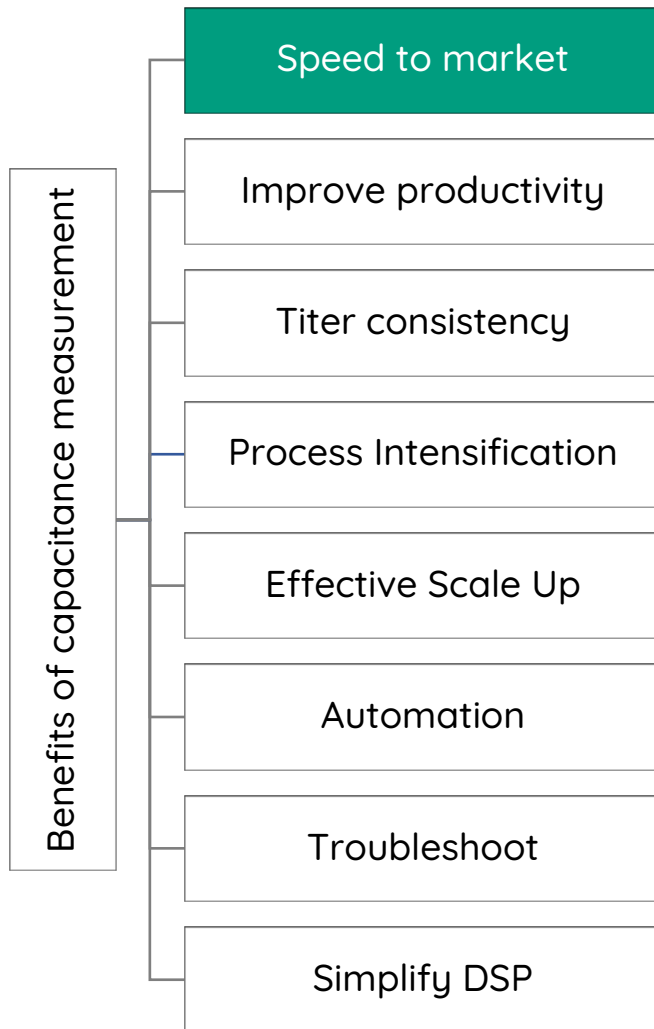 Benefits of capacitance measurement
Speed to market
Improve productivity
Titer consistency
Process Intensification
Effective Scale Up
Automation
Troubleshoot
Simplify DSP